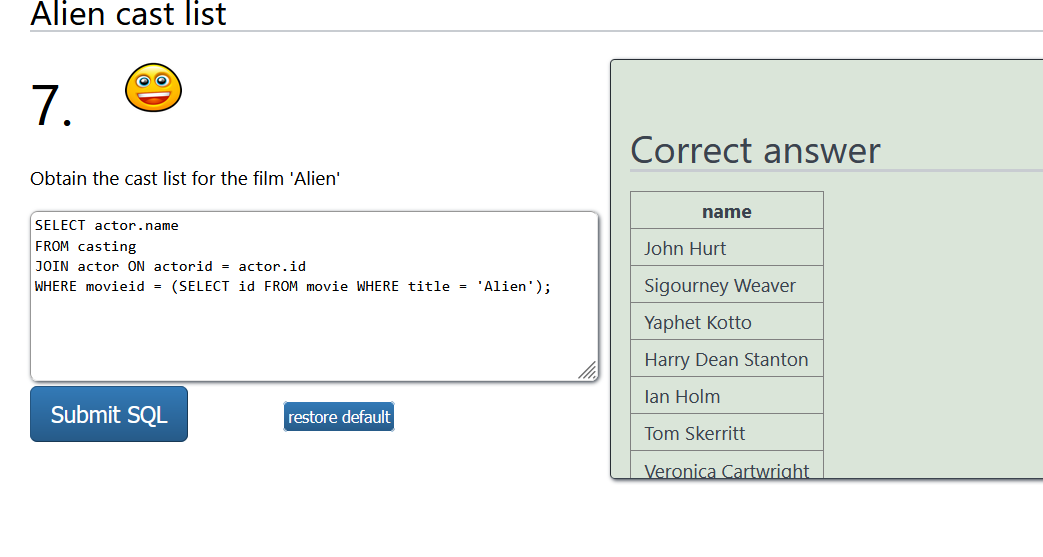 Alien cast list
7.
Obtain the cast list for the film 'Alien'
SELECT actor.name
FROM casting
JOIN actor ON actorid = actor.id
WHERE movieid = (SELECT id FROM movie WHERE title = 'Alien');
Submit SQL
restore default
Correct answer
name
John Hurt
Sigourney Weaver
Yaphet Kotto
Harry Dean Stanton
Ian Holm
Tom Skerritt
Veronica Cartwright